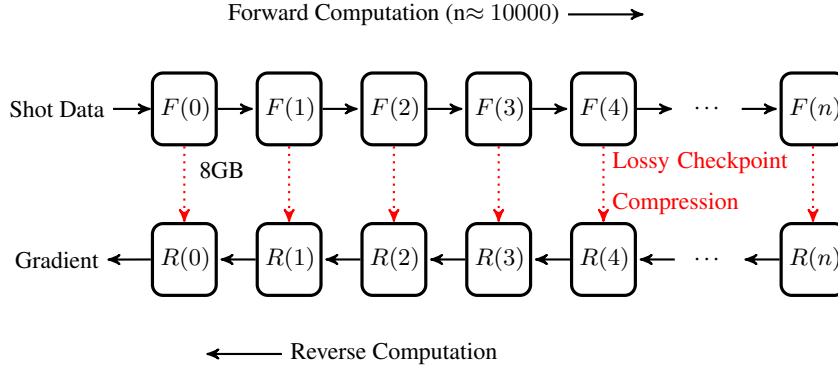 Forward Computation (n≈ 10000)
Shot Data F(0) F(1) F(2) F(3) F(4) ⋯ F(n)
8GB
Lossy Checkpoint
Compression
Gradient R(0) R(1) R(2) R(3) R(4) ⋯ R(n)
Reverse Computation